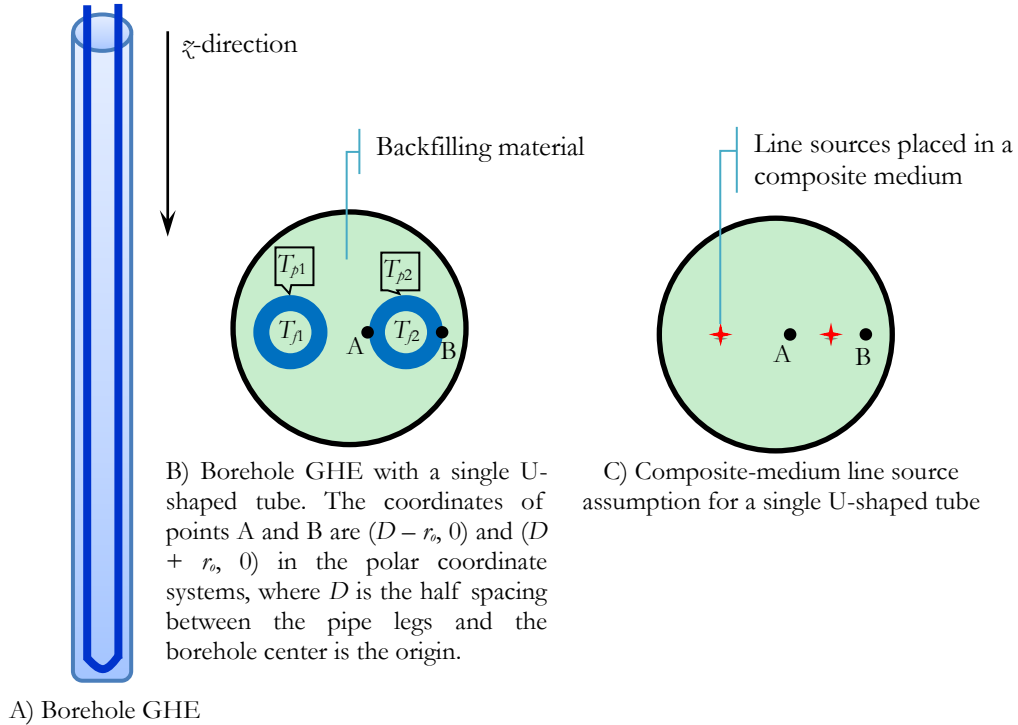 z-direction
Backfilling material
Line sources placed in a
composite medium
Tp1
Tp2
Tf1
Tf2
A
B
A
B
B) Borehole GHE with a single U-
shaped tube. The coordinates of
points A and B are (D – ro, 0) and (D
+ ro, 0) in the polar coordinate
systems, where D is the half spacing
between the pipe legs and the
borehole center is the origin.
C) Composite-medium line source
assumption for a single U-shaped tube
A) Borehole GHE